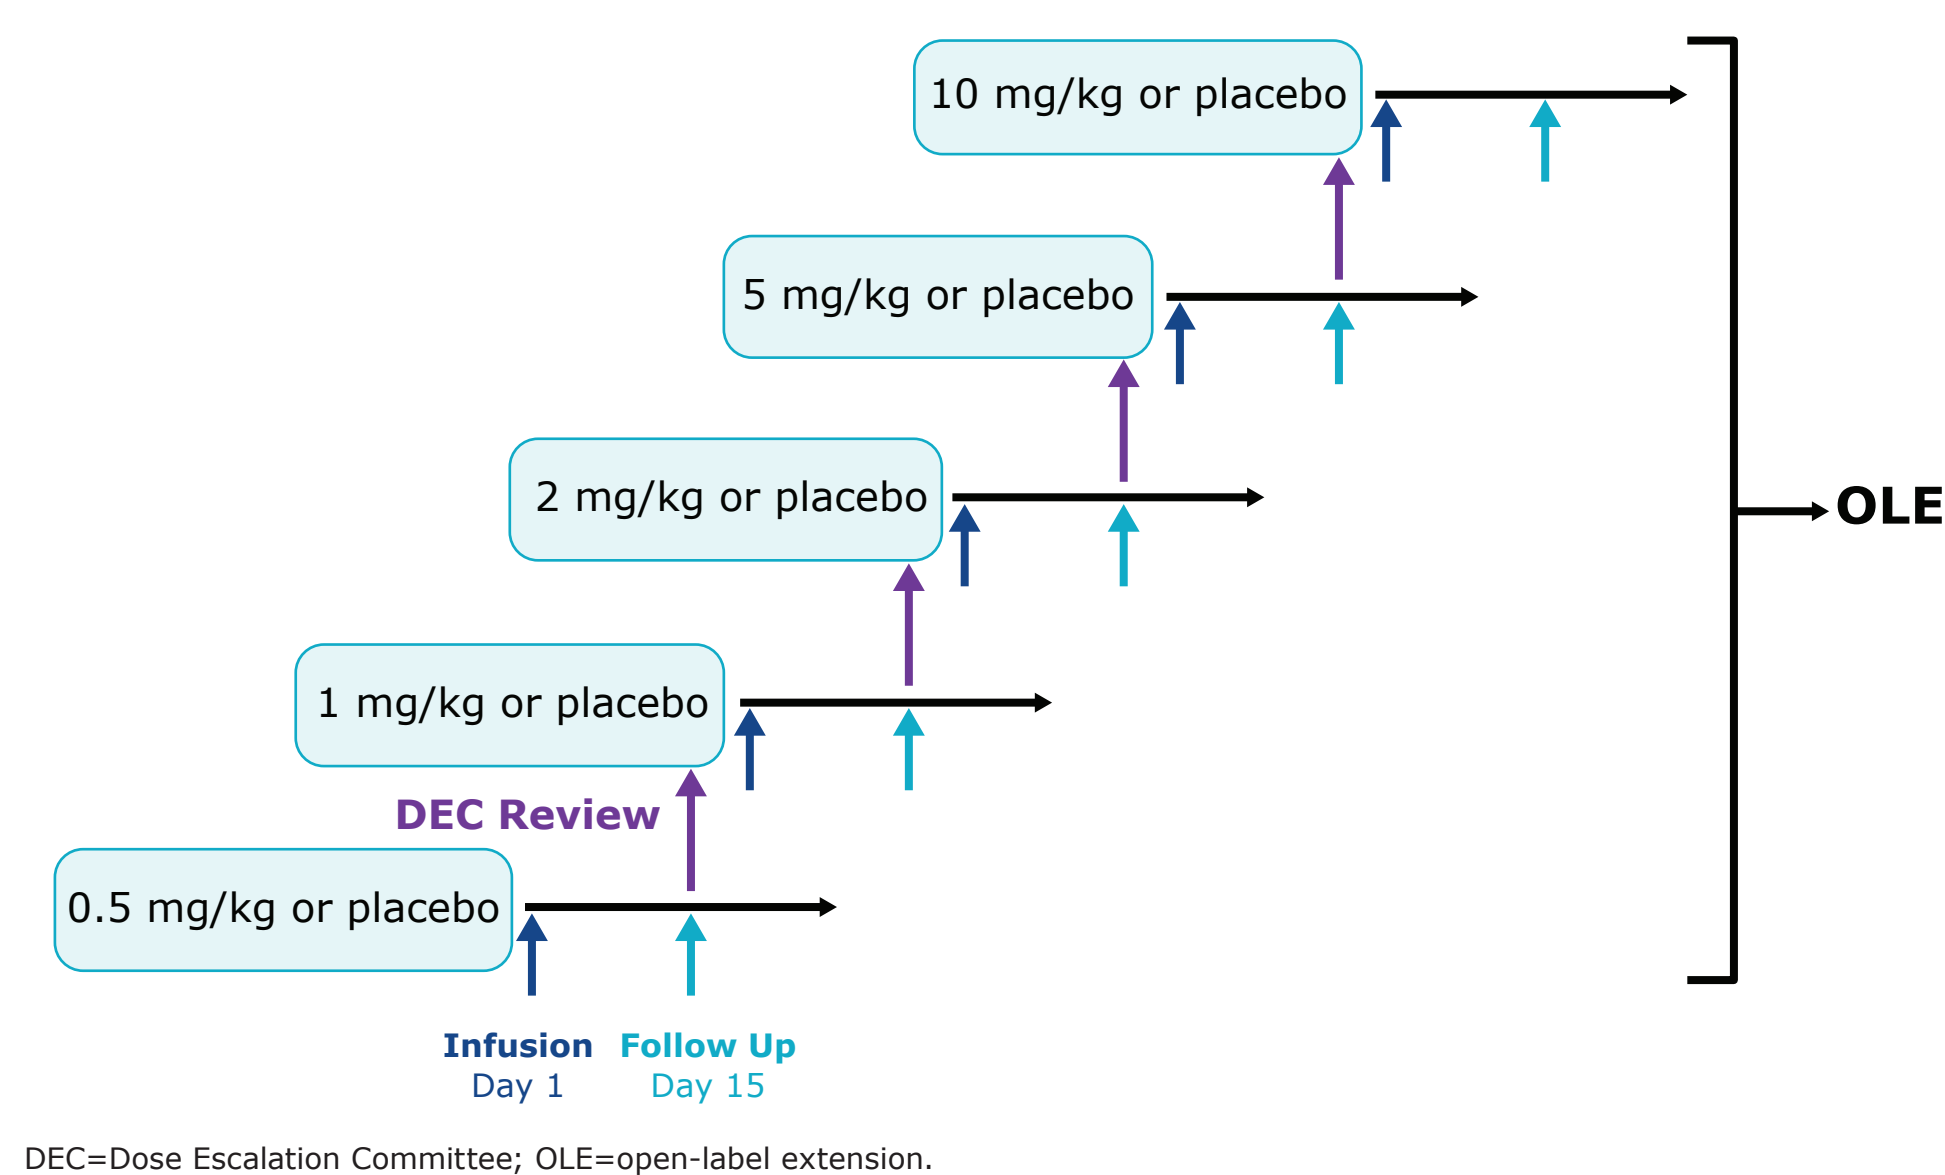 10 mg/kg or placebo
5 mg/kg or placebo
2 mg/kg or placebo
OLE
1 mg/kg or placebo
DEC Review
0.5 mg/kg or placebo
Infusion
Day 1
Follow Up
Day 15
DEC=Dose Escalation Committee; OLE=open-label extension.